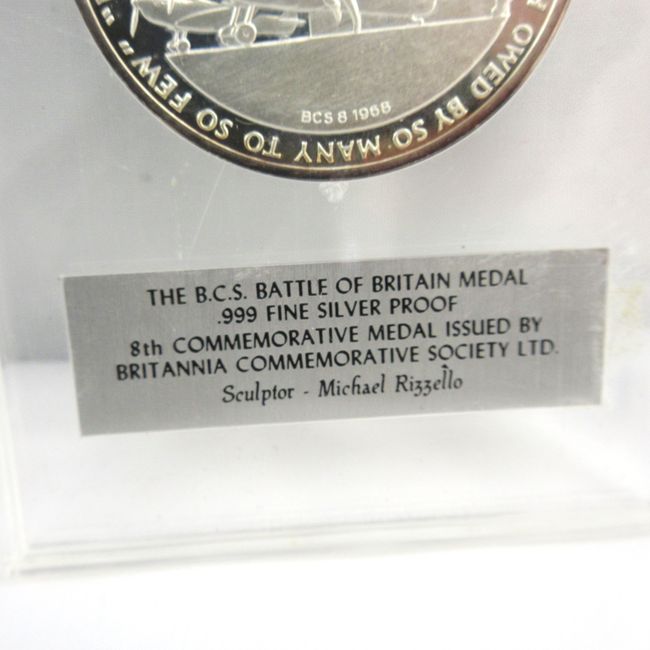 H OWED BY SO MANY TO SO FEW"
BCS 8 1968
THE B.C.S. BATTLE OF BRITAIN MEDAL
.999 FINE SILVER PROOF
8th COMMEMORATIVE MEDAL ISSUED BY
BRITANNIA COMMEMORATIVE SOCIETY LTD.
Sculptor - Michael Rizzello